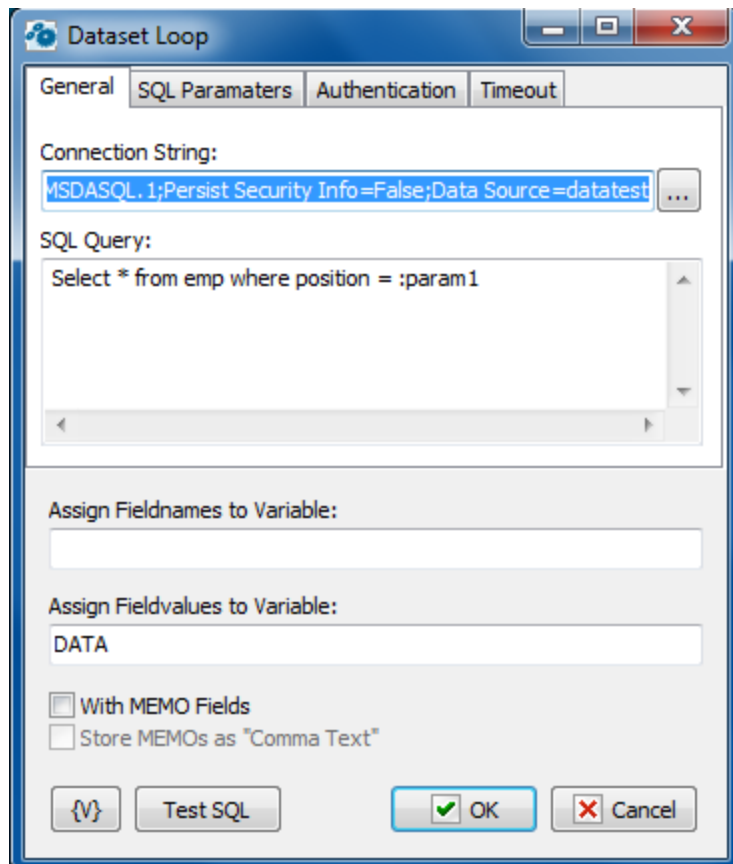 Dataset Loop
General SQL Paramaters Authentication Timeout
Connection String:
MSDASQL.1;Persist Security Info=False;Data Source=datatest ...
SQL Query:
Select * from emp where position = :param1
Assign Fieldnames to Variable:
Assign Fieldvalues to Variable:
DATA
With MEMO Fields
Store MEMOs as "Comma Text"
{V} Test SQL OK Cancel